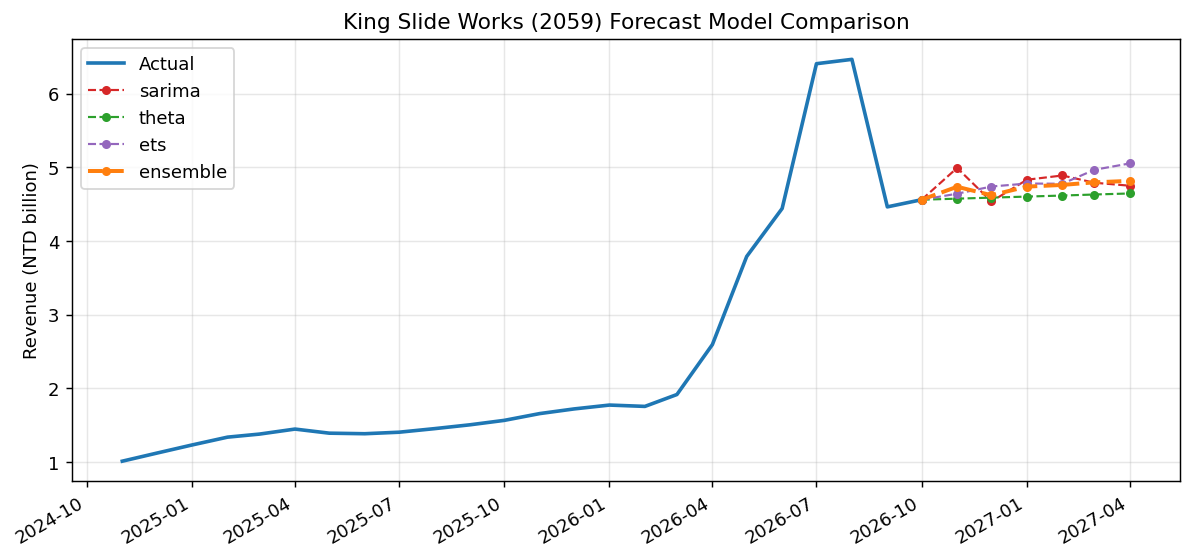 King Slide Works (2059) Forecast Model Comparison
Actual
sarima
theta
ets
ensemble
Revenue (NTD billion)
6
5
4
3
2
1
2024-10
2025-01
2025-04
2025-07
2025-10
2026-01
2026-04
2026-07
2026-10
2027-01
2027-04